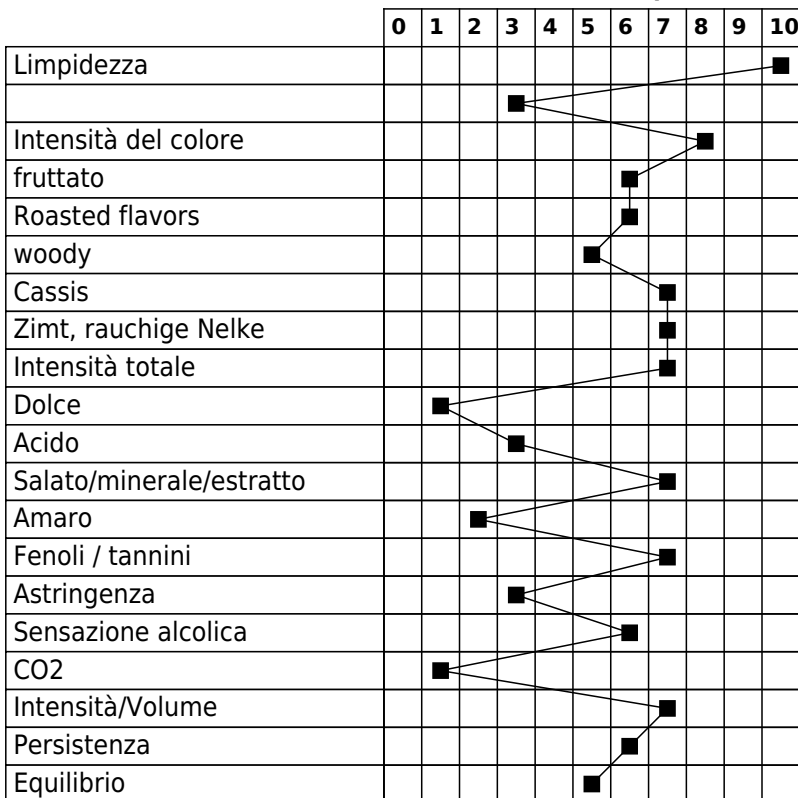 0 1 2 3 4 5 6 7 8 9 10
Limpidezza
Intensità del colore
fruttato
Roasted flavors
woody
Cassis
Zimt, rauchige Nelke
Intensità totale
Dolce
Acido
Salato/minerale/estratto
Amaro
Fenoli / tannini
Astringenza
Sensazione alcolica
CO2
Intensità/Volume
Persistenza
Equilibrio